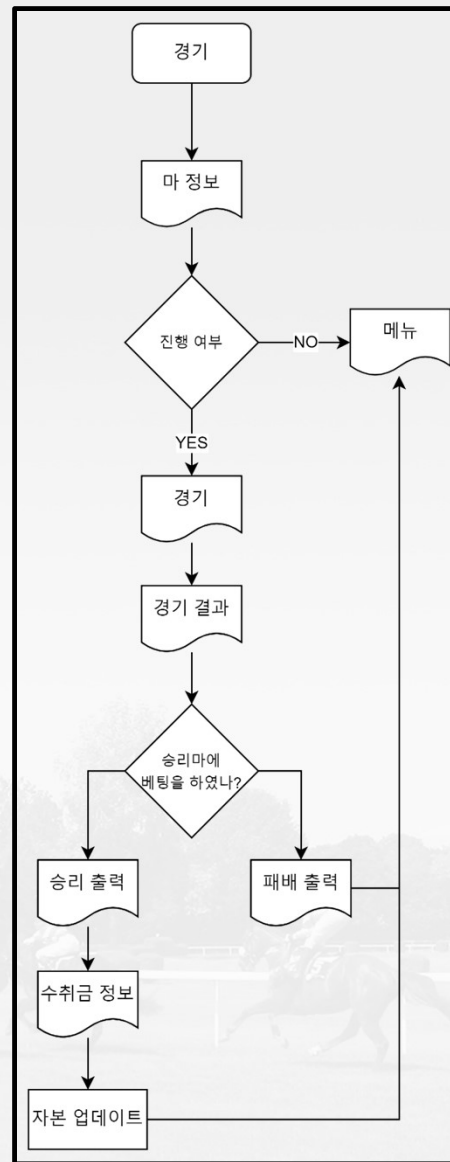 경기
마 정보
진행 여부
NO
메뉴
YES
경기
경기 결과
승리마에
베팅을 하였나?
승리 출력
패배 출력
수취금 정보
자본 업데이트